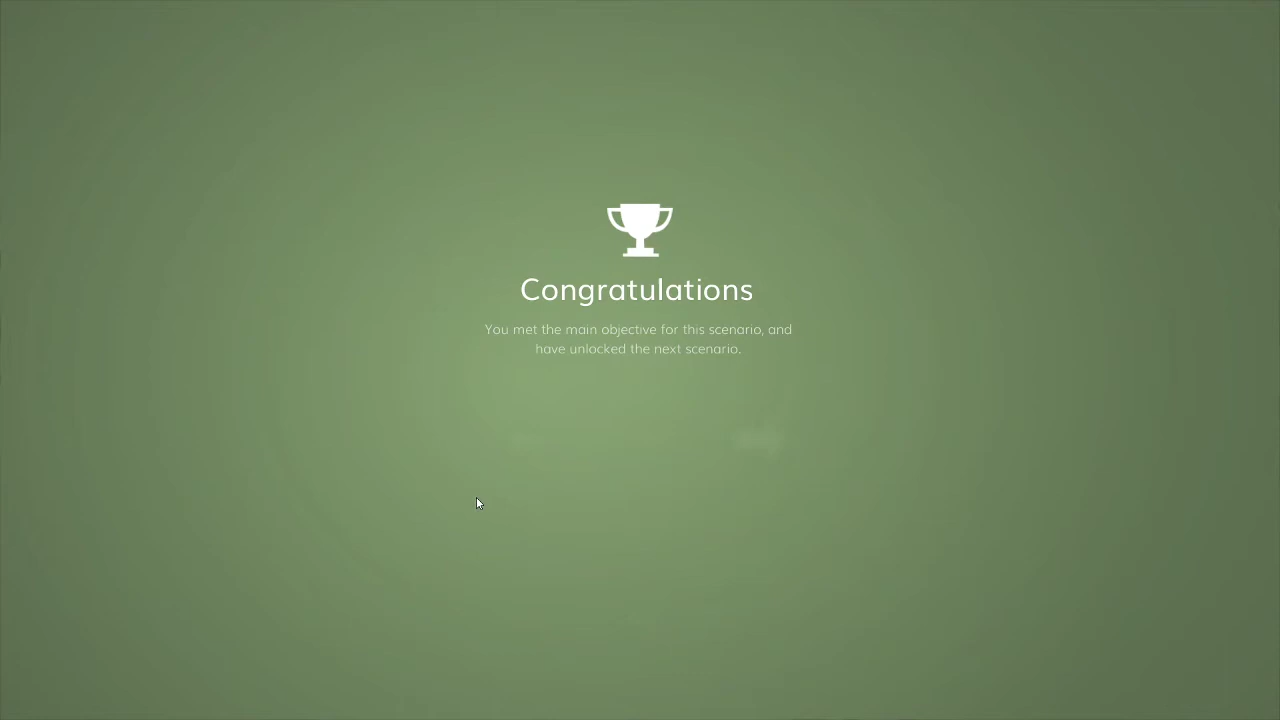 Congratulations
You met the main objective for this scenario, and
have unlocked the next scenario.